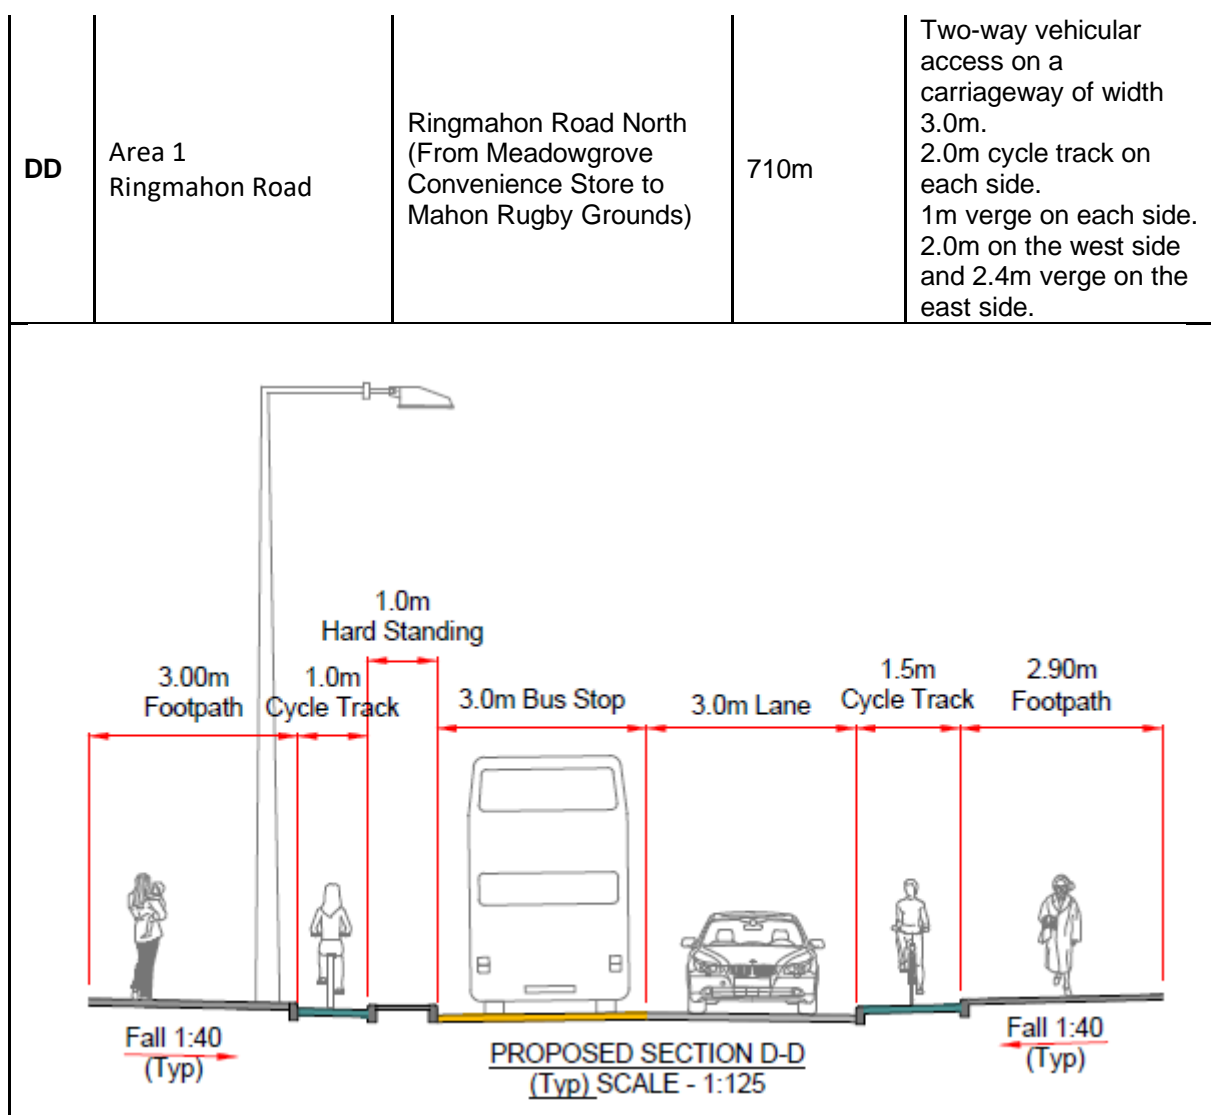 DD
Area 1
Ringmahon Road
Ringmahon Road North
(From Meadowgrove
Convenience Store to
Mahon Rugby Grounds)
710m
Two-way vehicular
access on a
carriageway of width
3.0m.
2.0m cycle track on
each side.
1m verge on each side.
2.0m on the west side
and 2.4m verge on the
east side.
1.0m
Hard Standing
3.00m
Footpath
1.0m
Cycle Track
3.0m Bus Stop
3.0m Lane
1.5m
Cycle Track
2.90m
Footpath
Fall 1:40
(Typ)
PROPOSED SECTION D-D
(Typ) SCALE - 1:125
Fall 1:40
(Typ)